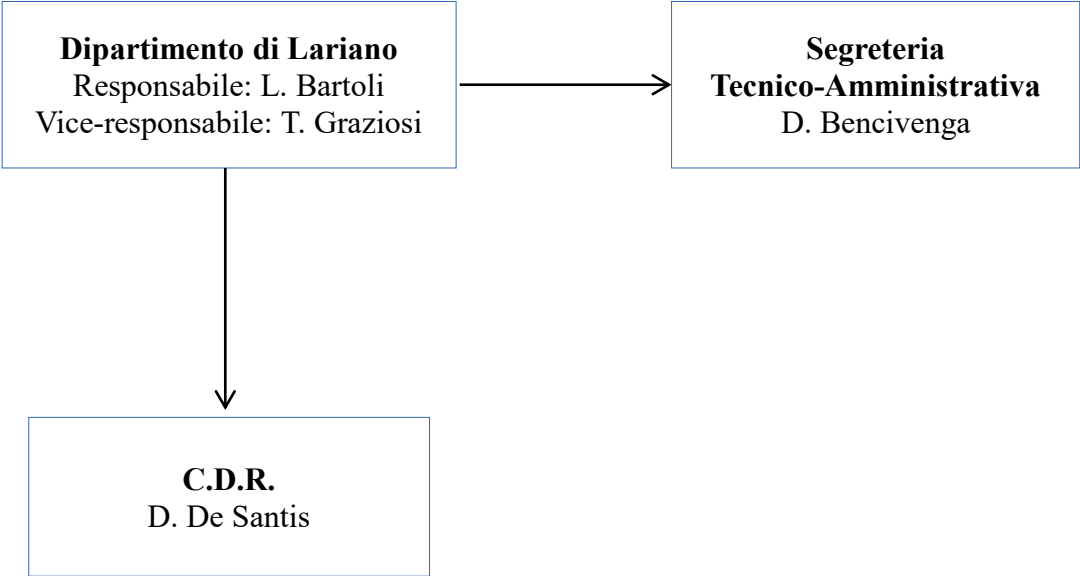 Dipartimento di Lariano
Responsabile: L. Bartoli
Vice-responsabile: T. Graziosi
Segreteria
Tecnico-Amministrativa
D. Bencivenga
C.D.R.
D. De Santis